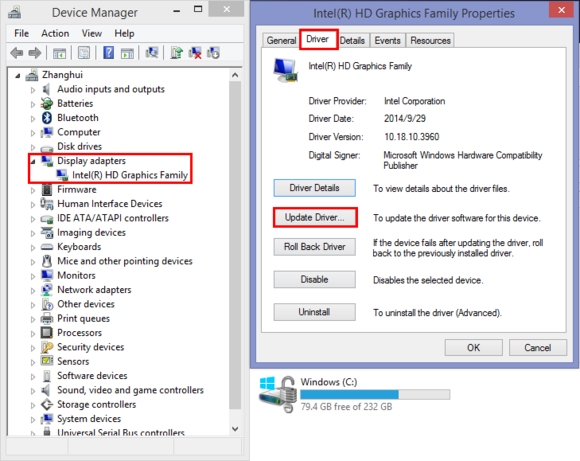 Device Manager
File Action View Help
Zhanghui
Audio inputs and outputs
Batteries
Bluetooth
Computer
Disk drives
Display adapters
Intel(R) HD Graphics Family
Firmware
Human Interface Devices
IDE ATA/ATAPI controllers
Imaging devices
Keyboards
Mice and other pointing devices
Monitors
Network adapters
Other devices
Print queues
Processors
Security devices
Sensors
Software devices
Sound, video and game controllers
Storage controllers
System devices
Universal Serial Bus controllers
Intel(R) HD Graphics Family Properties
General Driver Details Events Resources
Intel(R) HD Graphics Family
Driver Provider: Intel Corporation
Driver Date: 2014/9/29
Driver Version: 10.18.10.3960
Digital Signer: Microsoft Windows Hardware Compatibility
Publisher
Driver Details To view details about the driver files.
Update Driver... To update the driver software for this device.
Roll Back Driver If the device fails after updating the driver, roll
back to the previously installed driver.
Disable Disables the selected device.
Uninstall To uninstall the driver (Advanced).
OK Cancel
Windows (C:)
79.4 GB free of 232 GB